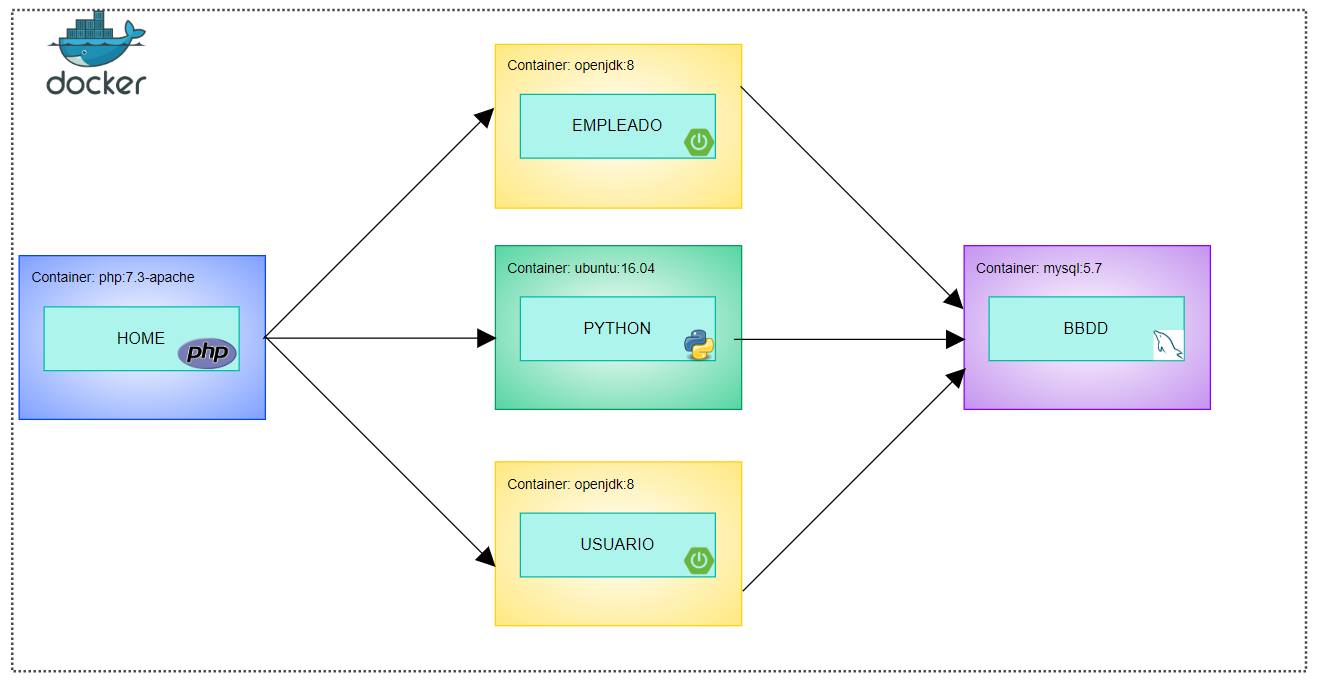 docker
Container: openjdk:8
EMPLEADO
Container: php:7.3-apache
HOME
php
Container: ubuntu:16.04
PYTHON
Container: mysql:5.7
BBDD
Container: openjdk:8
USUARIO